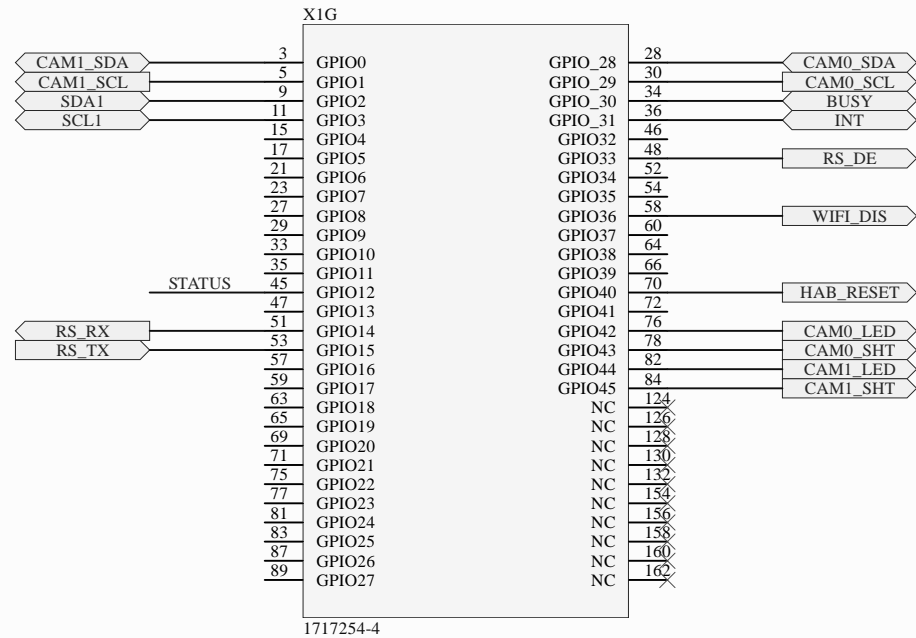 X1G
CAM1_SDA 3 GPIO0 GPIO_28 28 CAM0_SDA
CAM1_SCL 5 GPIO1 GPIO_29 30 CAM0_SCL
SDA1 9 GPIO2 GPIO_30 34 BUSY
SCL1 11 GPIO3 GPIO_31 36 INT
15 GPIO4 GPIO32 46
17 GPIO5 GPIO33 48 RS_DE
21 GPIO6 GPIO34 52
23 GPIO7 GPIO35 54
27 GPIO8 GPIO36 58 WIFI_DIS
29 GPIO9 GPIO37 60
33 GPIO10 GPIO38 64
35 GPIO11 GPIO39 66
STATUS 45 GPIO12 GPIO40 70 HAB_RESET
47 GPIO13 GPIO41 72
RS_RX 51 GPIO14 GPIO42 76 CAM0_LED
RS_TX 53 GPIO15 GPIO43 78 CAM0_SHT
57 GPIO16 GPIO44 82 CAM1_LED
59 GPIO17 GPIO45 84 CAM1_SHT
63 GPIO18 NC 124
65 GPIO19 NC 126
69 GPIO20 NC 128
71 GPIO21 NC 130
75 GPIO22 NC 132
77 GPIO23 NC 154
81 GPIO24 NC 156
83 GPIO25 NC 158
87 GPIO26 NC 160
89 GPIO27 NC 162
1717254-4